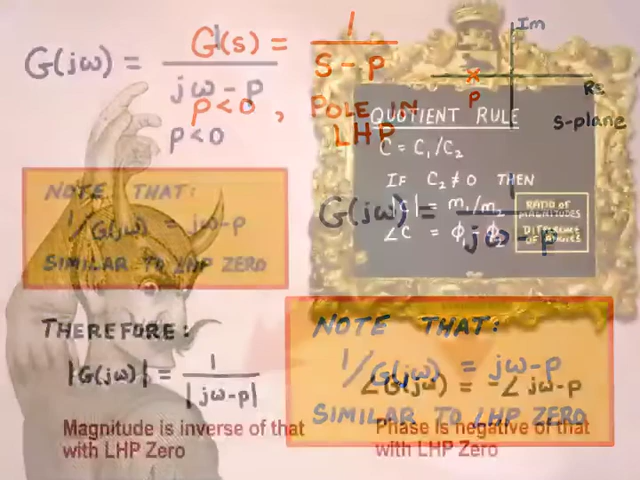 G(s) = 1 / (s - p)
G(jω) = 1 / (jω - p)
p<0, POLE IN LHP
p<0
Im
Re
p
s-plane
QUOTIENT RULE
C = C₁/C₂
IF C₂ ≠ 0 THEN
|C| = m₁/m₂
RATIO OF MAGNITUDES
∠C = ϕ₁ - ϕ₂
DIFFERENCE OF ANGLES
G(jω) = 1 / (jω - p)
NOTE THAT:
1/G(jω) = jω-p
SIMILAR TO LHP ZERO
THEREFORE:
|G(jω)| = 1 / |jω-p|
Magnitude is inverse of that
with LHP Zero
NOTE THAT:
1/G(jω) = jω-p
∠G(jω) = -∠ jω-p
SIMILAR TO LHP ZERO
Phase is negative of that
with LHP Zero